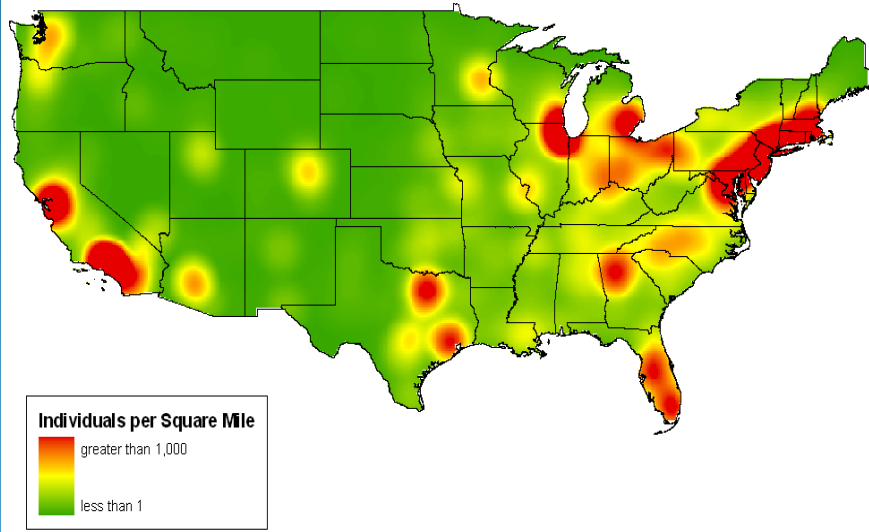 Individuals per Square Mile
greater than 1,000
less than 1